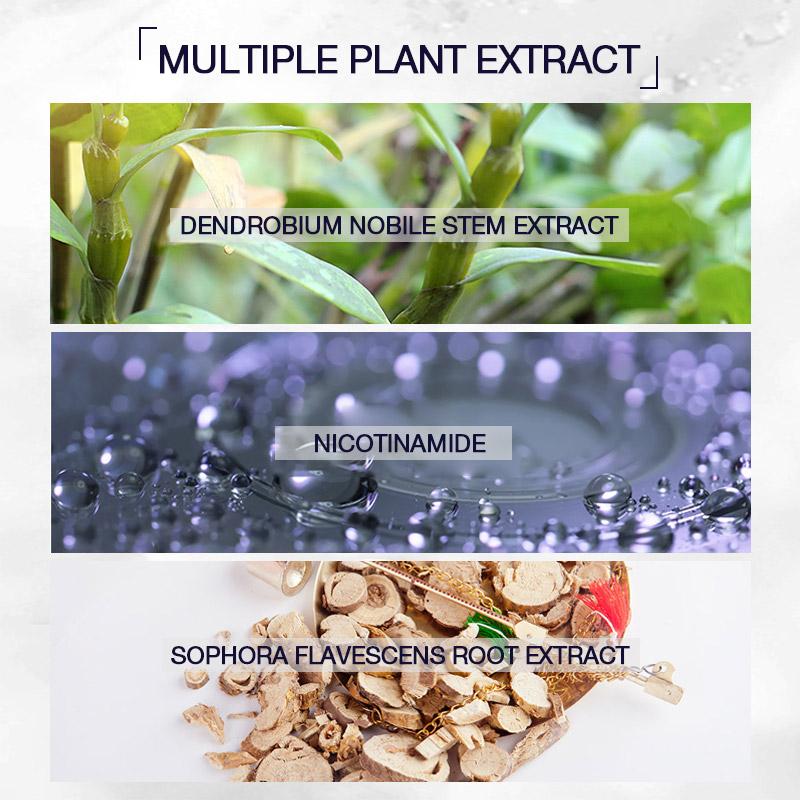 MULTIPLE PLANT EXTRACT
DENDROBIUM NOBILE STEM EXTRACT
NICOTINAMIDE
SOPHORA FLAVESCENS ROOT EXTRACT